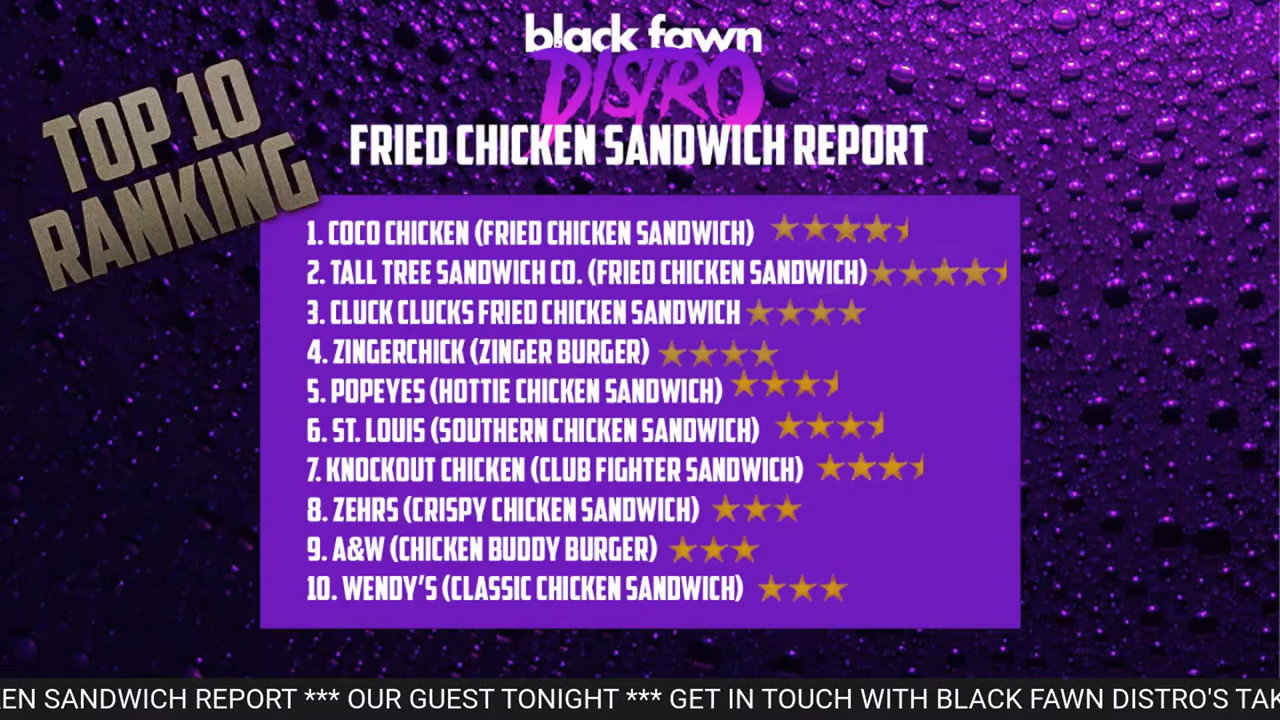 black fawn
DISTRO
TOP 10
RANKING
FRIED CHICKEN SANDWICH REPORT
1. COCO CHICKEN (FRIED CHICKEN SANDWICH)
2. TALL TREE SANDWICH CO. (FRIED CHICKEN SANDWICH)
3. CLUCK CLUCKS FRIED CHICKEN SANDWICH
4. ZINGERCHICK (ZINGER BURGER)
5. POPEYES (HOTTIE CHICKEN SANDWICH)
6. ST. LOUIS (SOUTHERN CHICKEN SANDWICH)
7. KNOCKOUT CHICKEN (CLUB FIGHTER SANDWICH)
8. ZEHRS (CRISPY CHICKEN SANDWICH)
9. A&W (CHICKEN BUDDY BURGER)
10. WENDY'S (CLASSIC CHICKEN SANDWICH)
EN SANDWICH REPORT *** OUR GUEST TONIGHT *** GET IN TOUCH WITH BLACK FAWN DISTRO'S TA